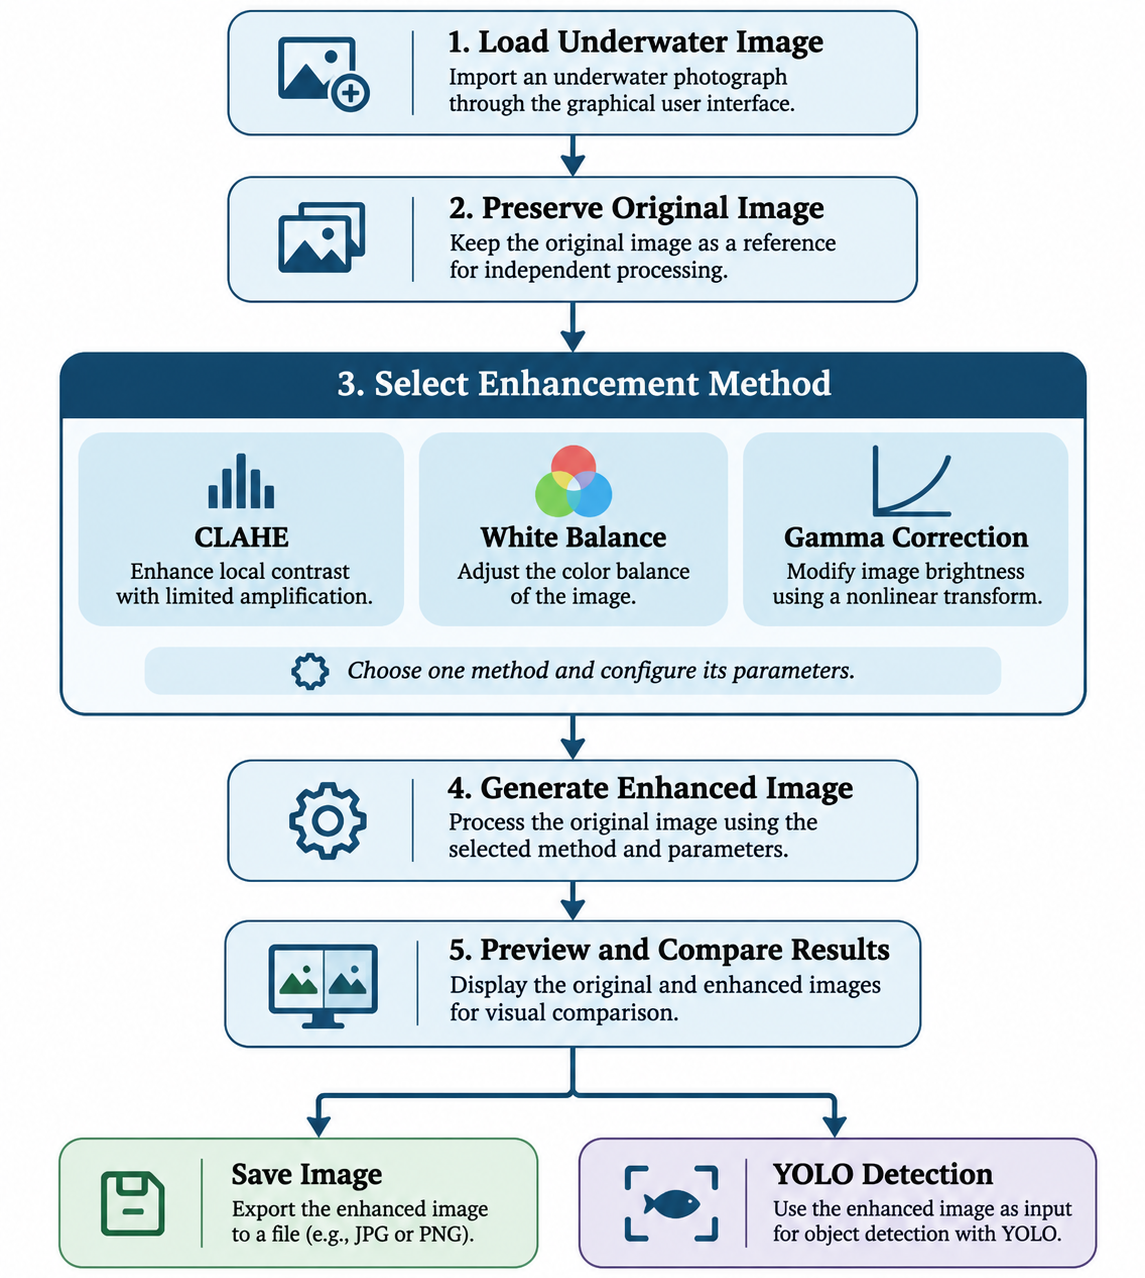 1. Load Underwater Image
Import an underwater photograph
through the graphical user interface.
2. Preserve Original Image
Keep the original image as a reference
for independent processing.
3. Select Enhancement Method
CLAHE
Enhance local contrast
with limited amplification.
White Balance
Adjust the color balance
of the image.
Gamma Correction
Modify image brightness
using a nonlinear transform.
Choose one method and configure its parameters.
4. Generate Enhanced Image
Process the original image using the
selected method and parameters.
5. Preview and Compare Results
Display the original and enhanced images
for visual comparison.
Save Image
Export the enhanced image
to a file (e.g., JPG or PNG).
YOLO Detection
Use the enhanced image as input
for object detection with YOLO.